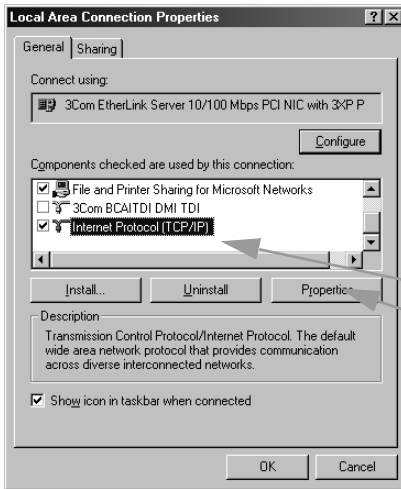 Local Area Connection Properties
General
Sharing
Connect using:
3Com EtherLink Server 10/100 Mbps PCI NIC with 3XP P
Configure
Components checked are used by this connection:
File and Printer Sharing for Microsoft Networks
3Com BCAITDI DMI TDI
Internet Protocol (TCP/IP)
Install...
Uninstall
Properties
Description
Transmission Control Protocol/Internet Protocol. The default
wide area network protocol that provides communication
across diverse interconnected networks.
Show icon in taskbar when connected
OK
Cancel